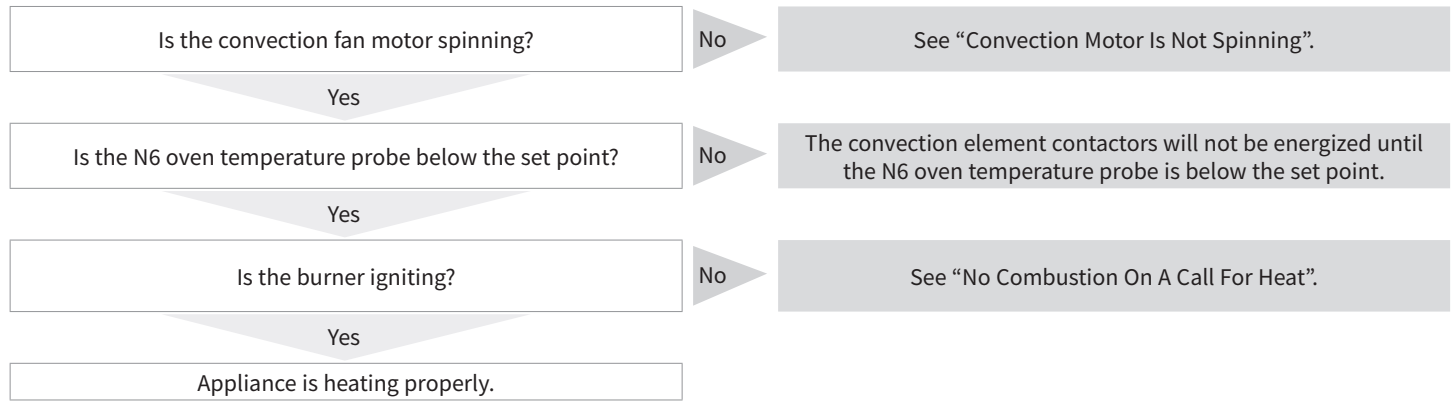 Is the convection fan motor spinning?
No
See “Convection Motor Is Not Spinning”.
Yes
Is the N6 oven temperature probe below the set point?
No
The convection element contactors will not be energized until
the N6 oven temperature probe is below the set point.
Yes
Is the burner igniting?
No
See “No Combustion On A Call For Heat”.
Yes
Appliance is heating properly.